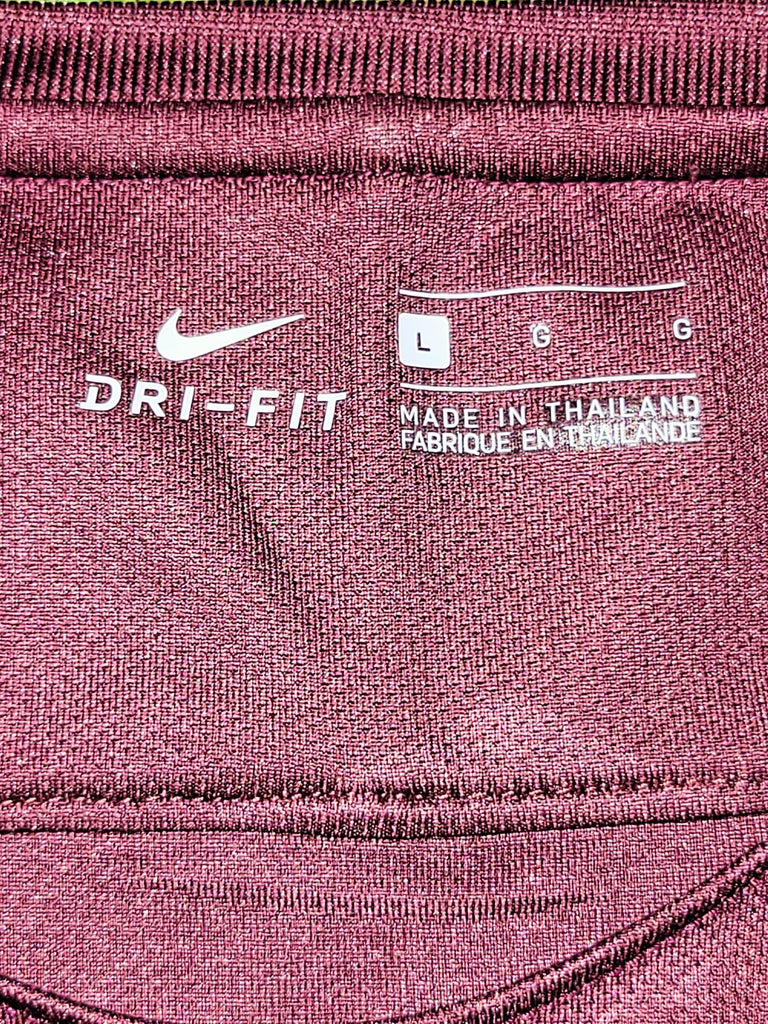 DRI-FIT
L G G
MADE IN THAILAND
FABRIQUE EN THAILANDE